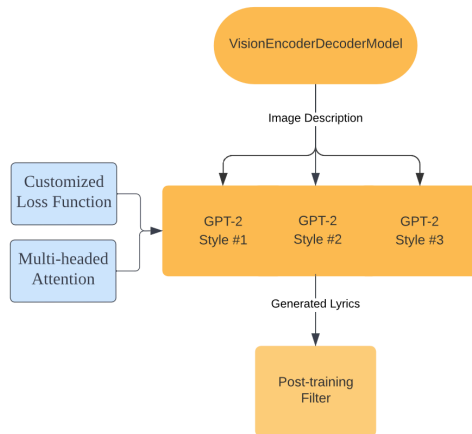 VisionEncoderDecoderModel
Image Description
Customized
Loss Function
Multi-headed
Attention
GPT-2
Style #1
GPT-2
Style #2
GPT-2
Style #3
Generated Lyrics
Post-training
Filter